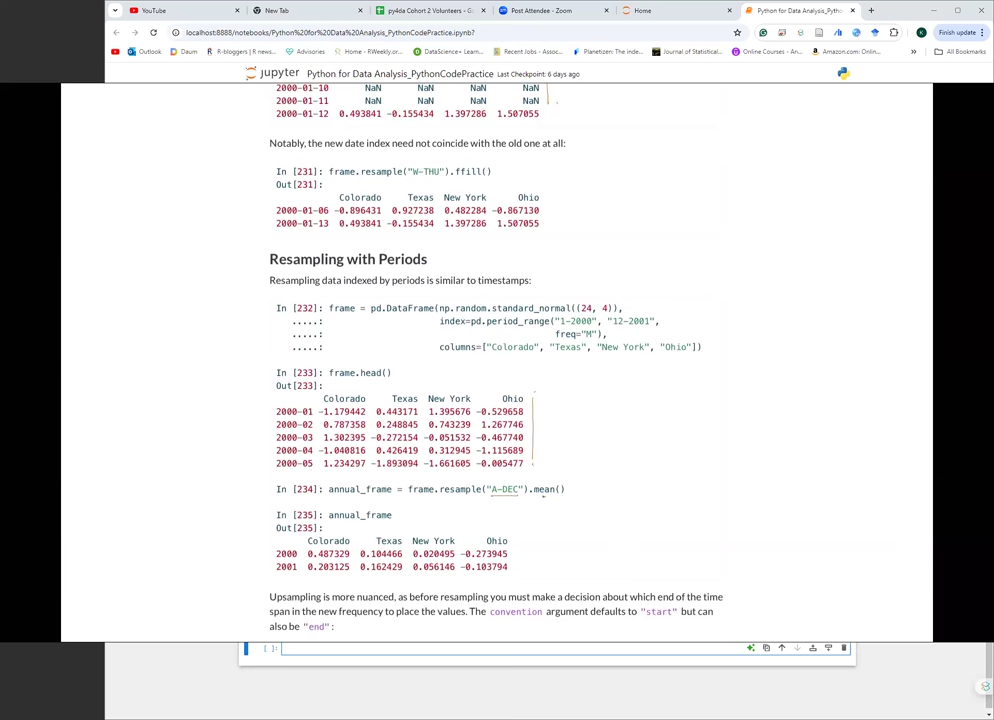 YouTube
New Tab
py4da Cohort 2 Volunteers - G
Post Attendee - Zoom
Home
Python for Data Analysis_Pytho
localhost:8888/notebooks/Python%20for%20Data%20Analysis_PythonCodePractice.ipynb?
K
Finish update
Outlook
Daum
R-bloggers | R news...
Advisories
Home - RWeekly.or...
DataScience+ Learn...
Recent Jobs - Assoc...
Planetizen: The inde...
Journal of Statistical...
Online Courses - An...
Amazon.com: Onlin...
»
All Bookmarks
jupyter Python for Data Analysis_PythonCodePractice Last Checkpoint: 6 days ago
2000-01-10 NaN NaN NaN NaN
2000-01-11 NaN NaN NaN NaN
2000-01-12 0.493841 -0.155434 1.397286 1.507055
Notably, the new date index need not coincide with the old one at all:
In [231]: frame.resample("W-THU").ffill()
Out[231]:
Colorado Texas New York Ohio
2000-01-06 -0.896431 0.927238 0.482284 -0.867130
2000-01-13 0.493841 -0.155434 1.397286 1.507055
Resampling with Periods
Resampling data indexed by periods is similar to timestamps:
In [232]: frame = pd.DataFrame(np.random.standard_normal((24, 4)),
.....: index=pd.period_range("1-2000", "12-2001",
.....: freq="M"),
.....: columns=["Colorado", "Texas", "New York", "Ohio"])
In [233]: frame.head()
Out[233]:
Colorado Texas New York Ohio
2000-01 -1.179442 0.443171 1.395676 -0.529658
2000-02 0.787358 0.248845 0.743239 1.267746
2000-03 1.302395 -0.272154 -0.051532 -0.467740
2000-04 -1.040816 0.426419 0.312945 -1.115689
2000-05 1.234297 -1.893094 -1.661605 -0.005477
In [234]: annual_frame = frame.resample("A-DEC").mean()
In [235]: annual_frame
Out[235]:
Colorado Texas New York Ohio
2000 0.487329 0.104466 0.020495 -0.273945
2001 0.203125 0.162429 0.056146 -0.103794
Upsampling is more nuanced, as before resampling you must make a decision about which end of the time
span in the new frequency to place the values. The convention argument defaults to "start" but can
also be "end":
[ ]: